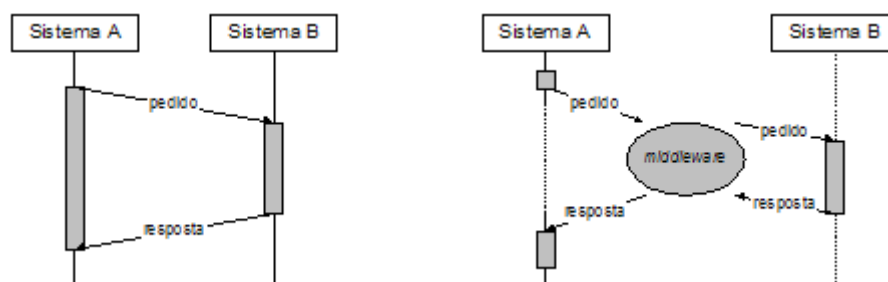 Sistema A
Sistema B
pedido
resposta
Sistema A
Sistema B
pedido
pedido
middleware
resposta
resposta